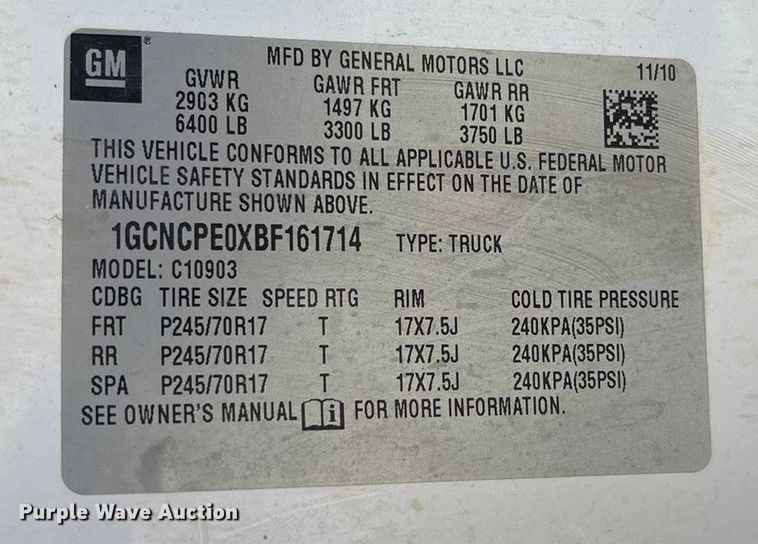 GM ®
MFD BY GENERAL MOTORS LLC 11/10
GVWR GAWR FRT GAWR RR
2903 KG 1497 KG 1701 KG
6400 LB 3300 LB 3750 LB
THIS VEHICLE CONFORMS TO ALL APPLICABLE U.S. FEDERAL MOTOR
VEHICLE SAFETY STANDARDS IN EFFECT ON THE DATE OF
MANUFACTURE SHOWN ABOVE.
1GCNCPE0XBF161714 TYPE: TRUCK
MODEL: C10903
CDBG TIRE SIZE SPEED RTG RIM COLD TIRE PRESSURE
FRT P245/70R17 T 17X7.5J 240KPA(35PSI)
RR P245/70R17 T 17X7.5J 240KPA(35PSI)
SPA P245/70R17 T 17X7.5J 240KPA(35PSI)
SEE OWNER'S MANUAL i FOR MORE INFORMATION.
Purple Wave Auction